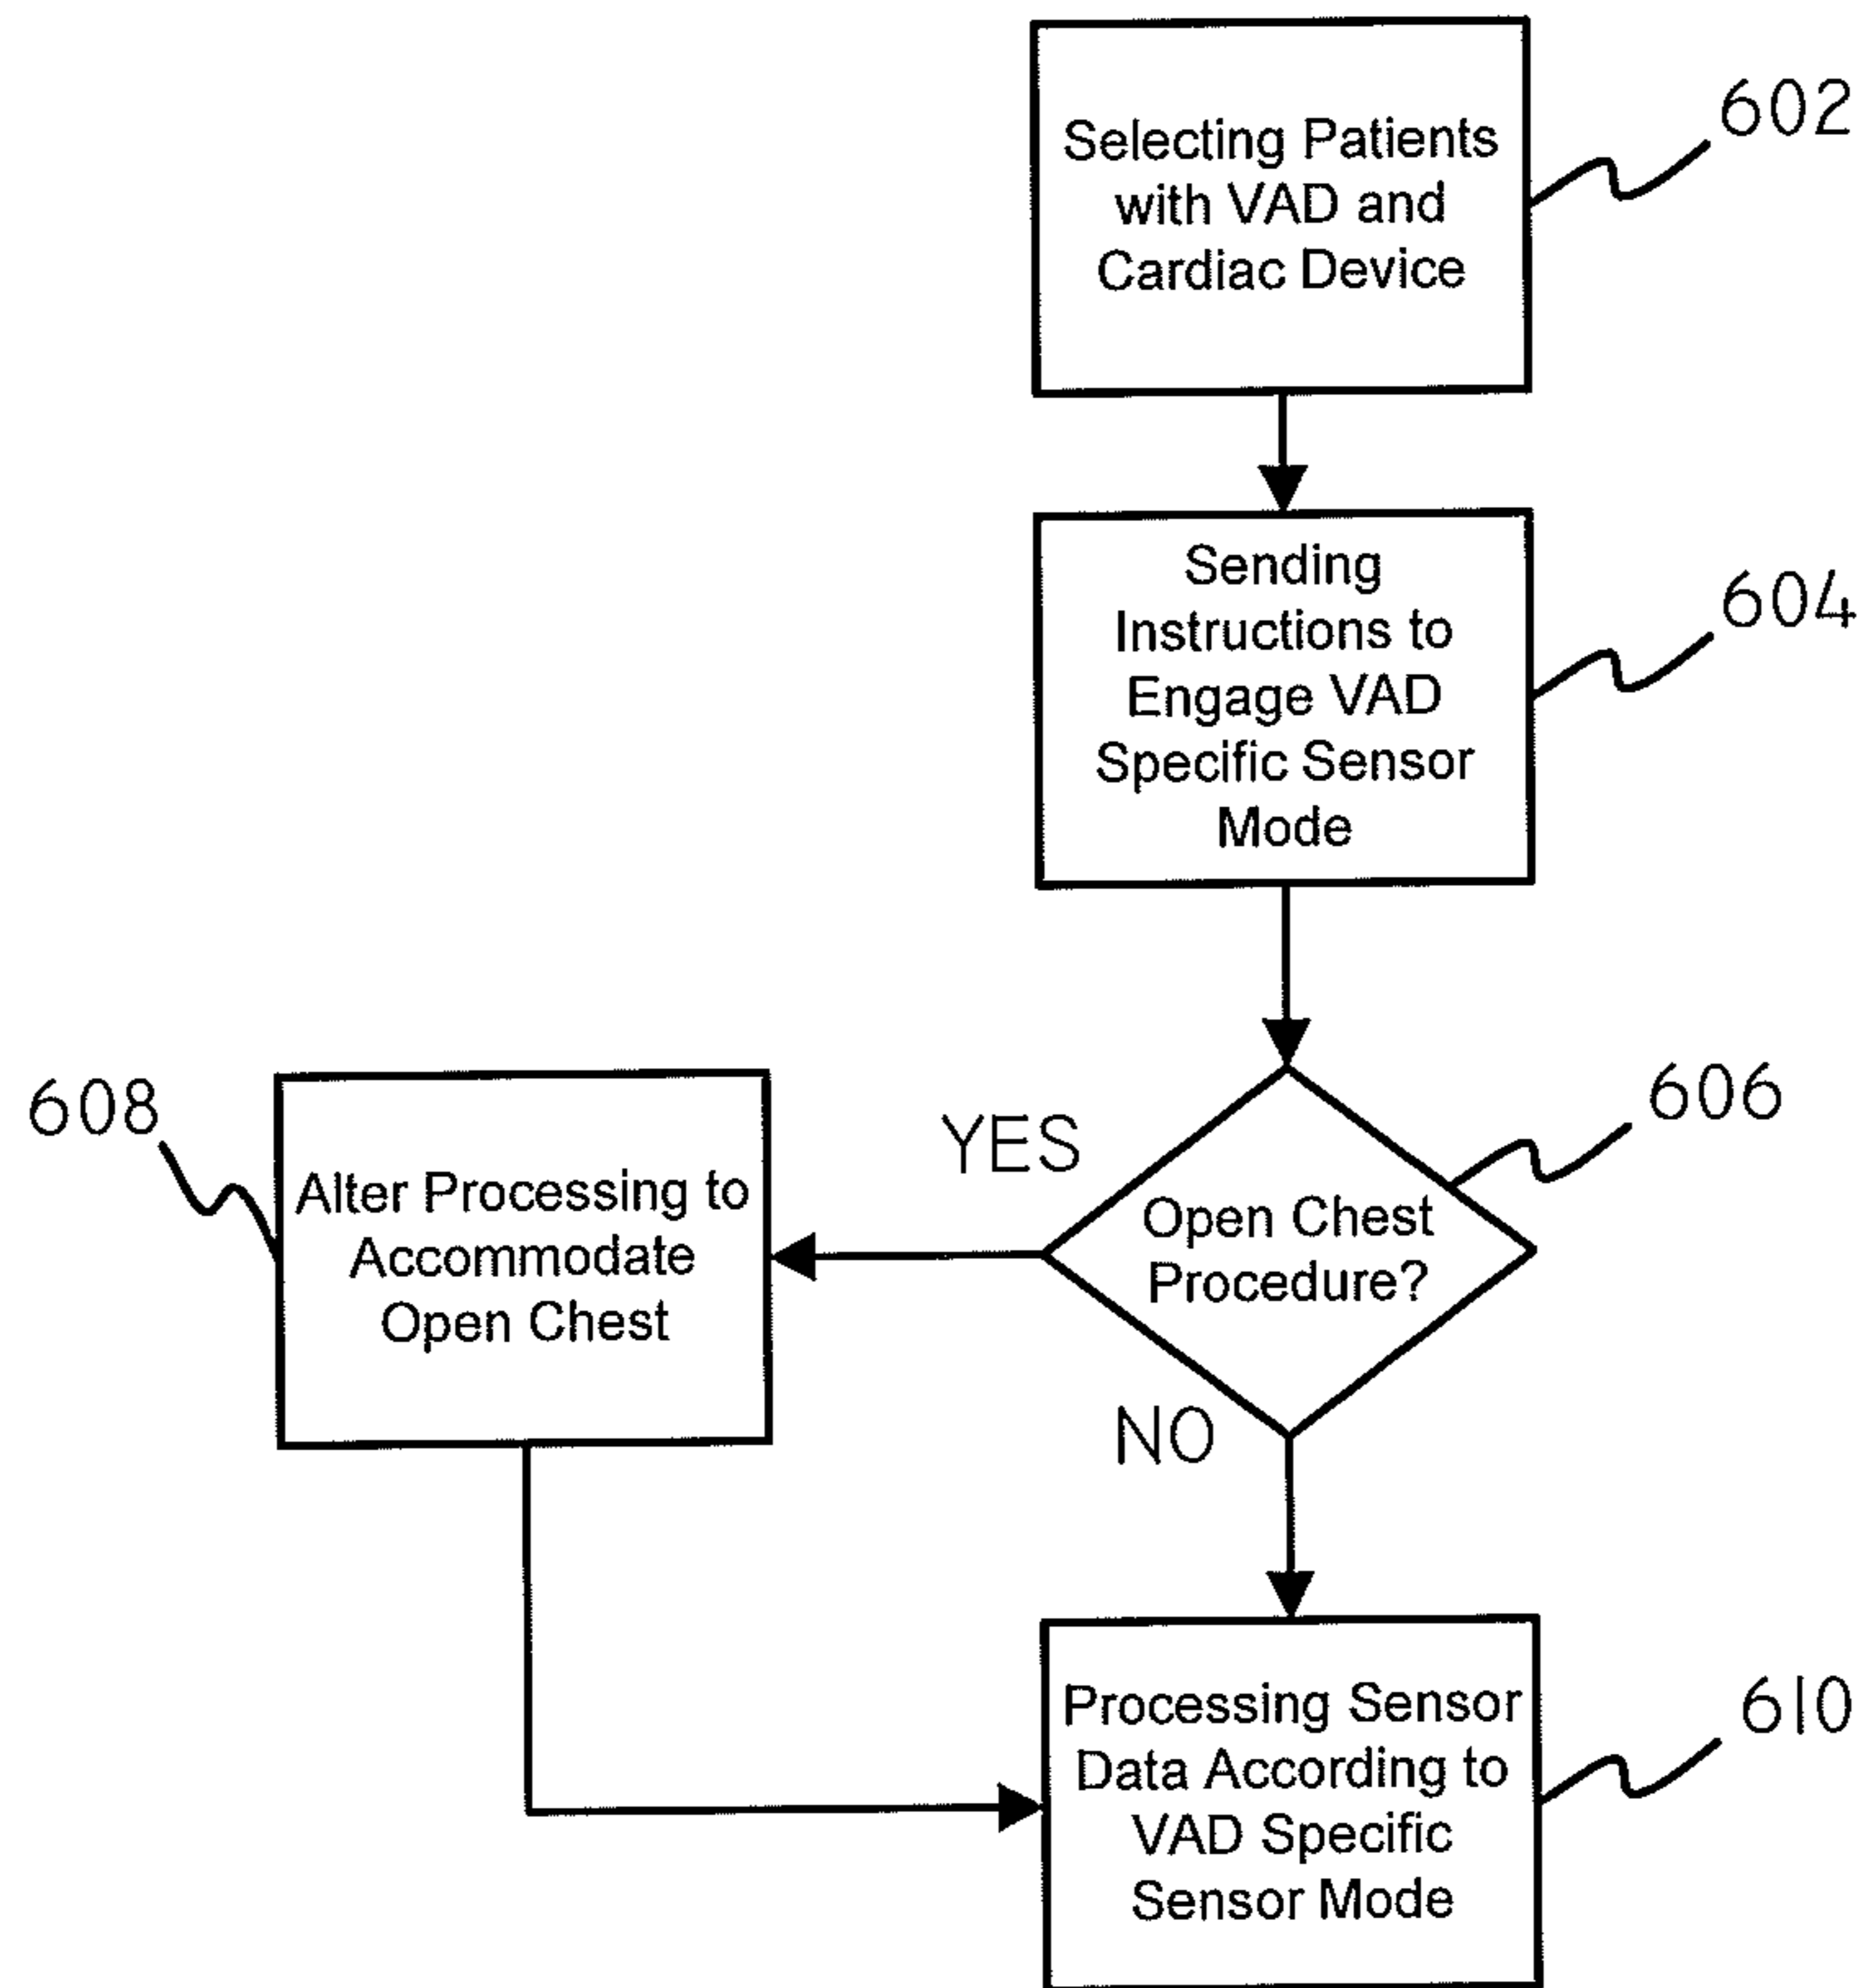 Selecting Patients
with VAD and
Cardiac Device
602
Sending
Instructions to
Engage VAD
Specific Sensor
Mode
604
606
YES
Open Chest
Procedure?
608
Alter Processing to
Accommodate
Open Chest
NO
Processing Sensor
Data According to
VAD Specific
Sensor Mode
610